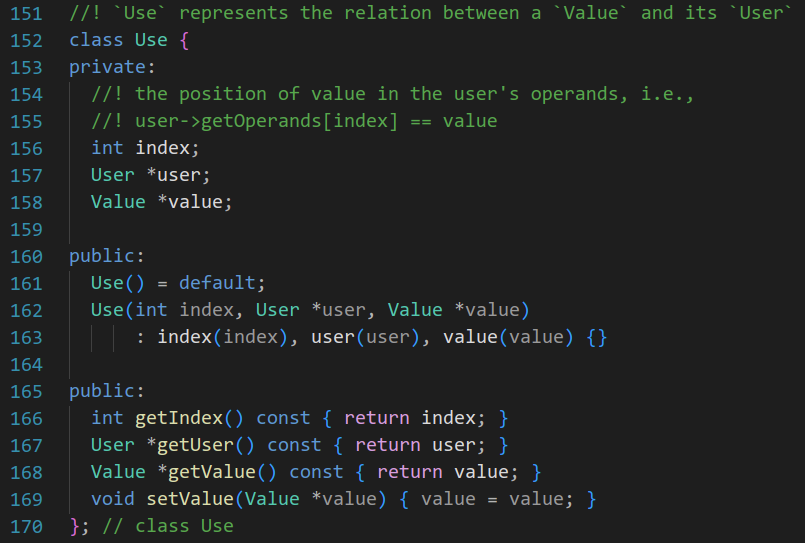 151 //! `Use` represents the relation between a `Value` and its `User`
152 class Use {
153 private:
154   //! the position of value in the user's operands, i.e.,
155   //! user->getOperands[index] == value
156   int index;
157   User *user;
158   Value *value;
159
160 public:
161   Use() = default;
162   Use(int index, User *user, Value *value)
163       : index(index), user(user), value(value) {}
164
165 public:
166   int getIndex() const { return index; }
167   User *getUser() const { return user; }
168   Value *getValue() const { return value; }
169   void setValue(Value *value) { value = value; }
170 }; // class Use